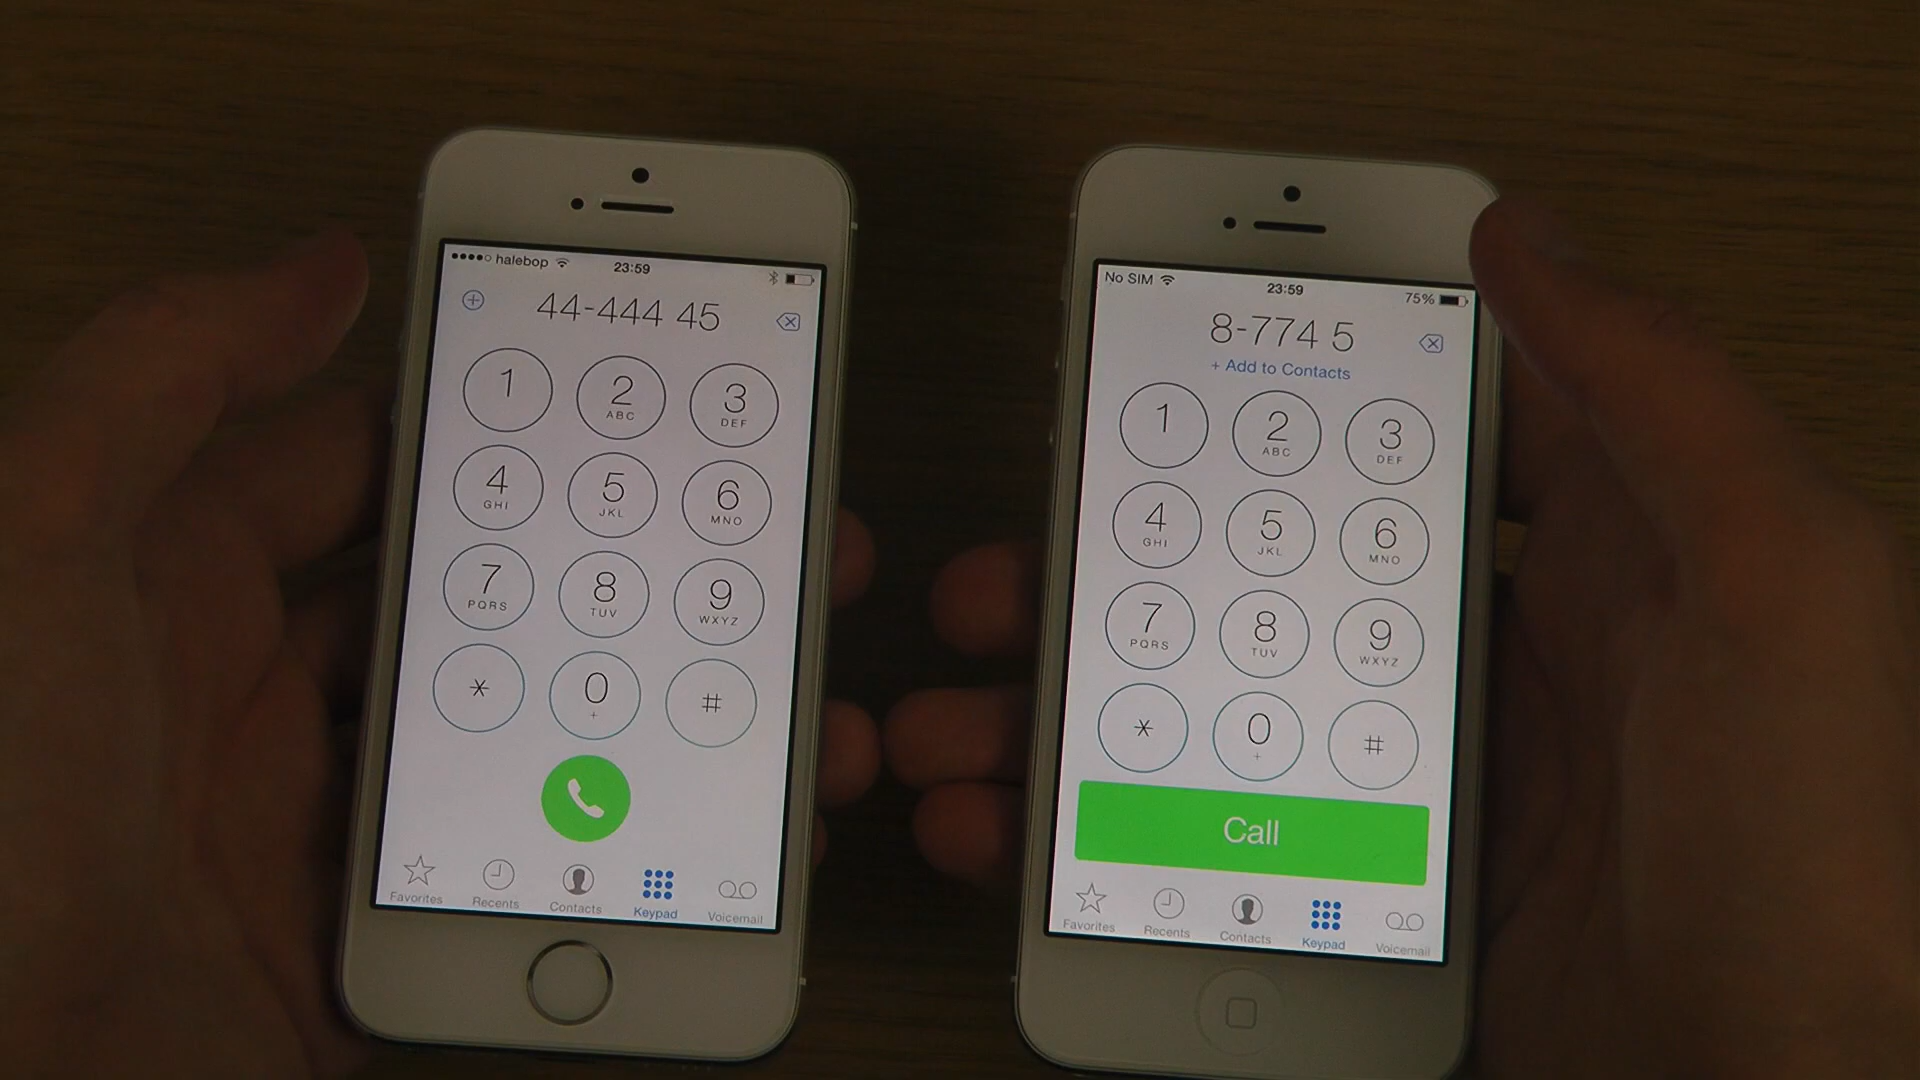 ●●●●○ halebop 23:59
44-444 45
1
2 ABC
3 DEF
4 GHI
5 JKL
6 MNO
7 PQRS
8 TUV
9 WXYZ
*
0 +
#
Favorites Recents Contacts Keypad Voicemail
No SIM 23:59 75%
8-774 5
+ Add to Contacts
1
2 ABC
3 DEF
4 GHI
5 JKL
6 MNO
7 PQRS
8 TUV
9 WXYZ
*
0 +
#
Call
Favorites Recents Contacts Keypad Voicemail